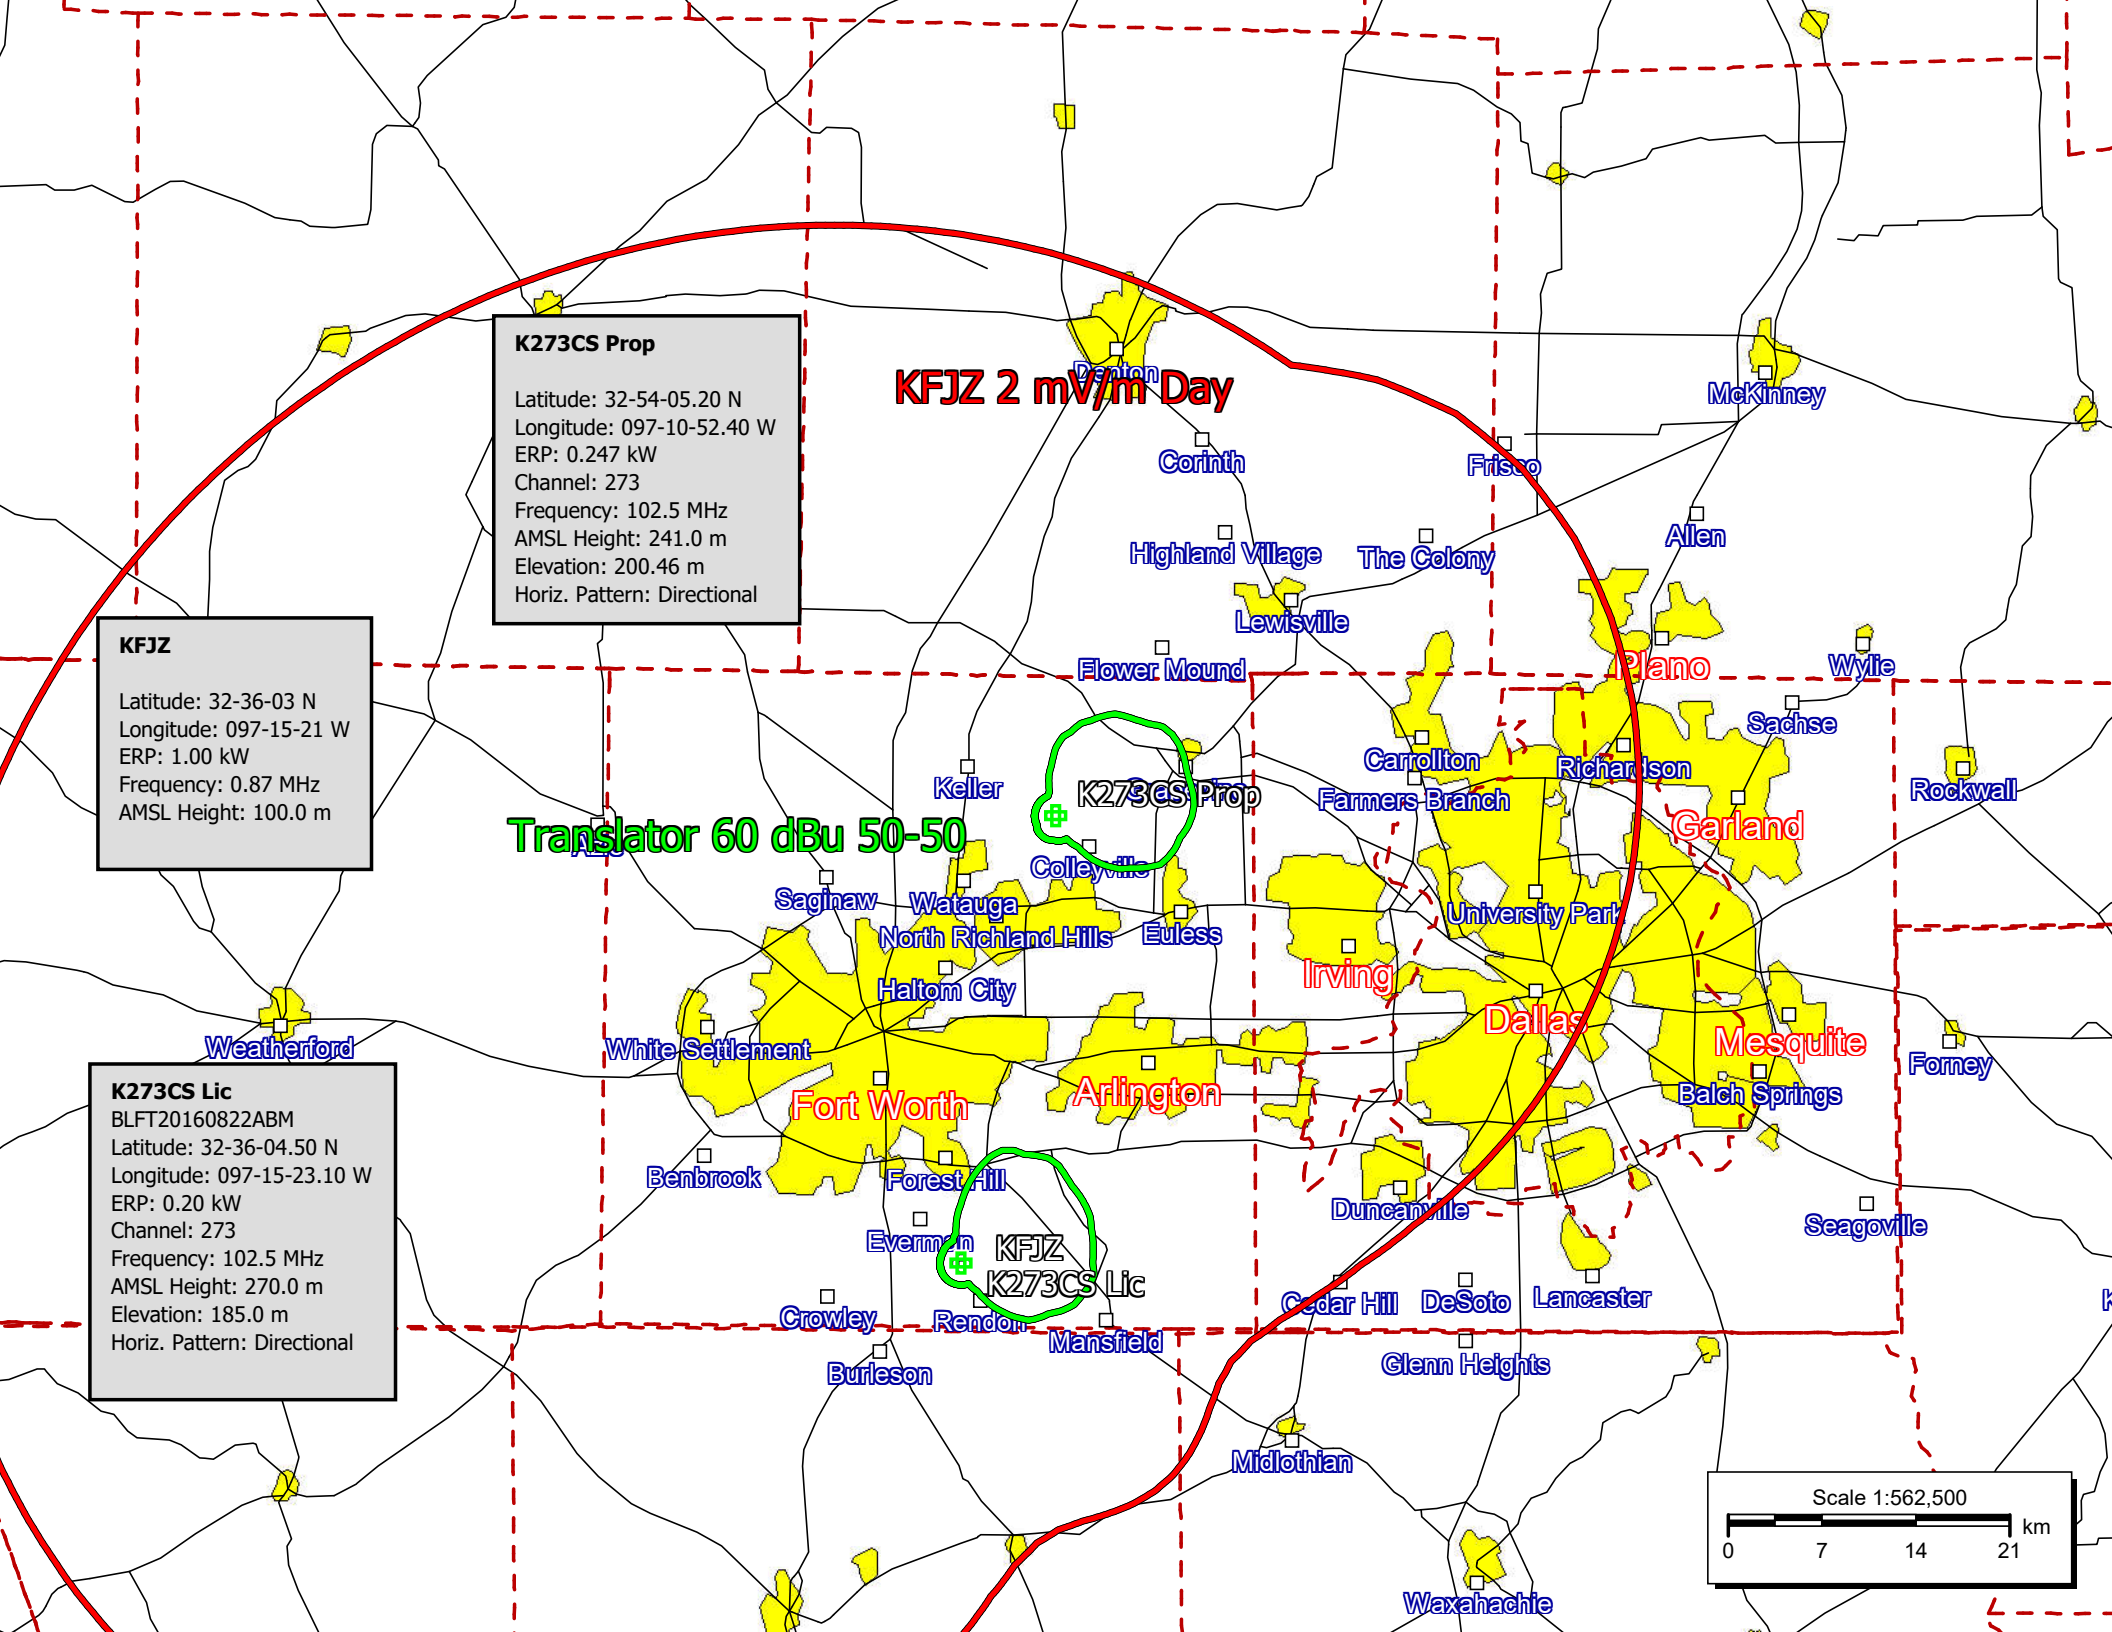 K273CS Prop
Latitude: 32-54-05.20 N
Longitude: 097-10-52.40 W
ERP: 0.247 kW
Channel: 273
Frequency: 102.5 MHz
AMSL Height: 241.0 m
Elevation: 200.46 m
Horiz. Pattern: Directional
Denton
KFJZ 2 mV/m Day
McKinney
Corinth
Frisco
Highland Village
The Colony
Allen
Lewisville
KFJZ
Latitude: 32-36-03 N
Longitude: 097-15-21 W
ERP: 1.00 kW
Frequency: 0.87 MHz
AMSL Height: 100.0 m
Flower Mound
Plano
Wylie
Sachse
Carrollton
Richardson
Keller
K273CS Prop
Farmers Branch
Rockwall
Garland
Translator 60 dBu 50-50
Colleyville
Saginaw
Watauga
University Park
North Richland Hills
Euless
Irving
Haltom City
Dallas
Weatherford
White Settlement
Mesquite
Forney
Arlington
Balch Springs
Fort Worth
K273CS Lic
BLFT20160822ABM
Latitude: 32-36-04.50 N
Longitude: 097-15-23.10 W
ERP: 0.20 kW
Channel: 273
Frequency: 102.5 MHz
AMSL Height: 270.0 m
Elevation: 185.0 m
Horiz. Pattern: Directional
Benbrook
Forest Hill
Duncanville
Seagoville
Everman
KFJZ
K273CS Lic
Cedar Hill
DeSoto
Lancaster
Crowley
Rendon
Mansfield
Burleson
Glenn Heights
Midlothian
Waxahachie
Scale 1:562,500
km
0 7 14 21